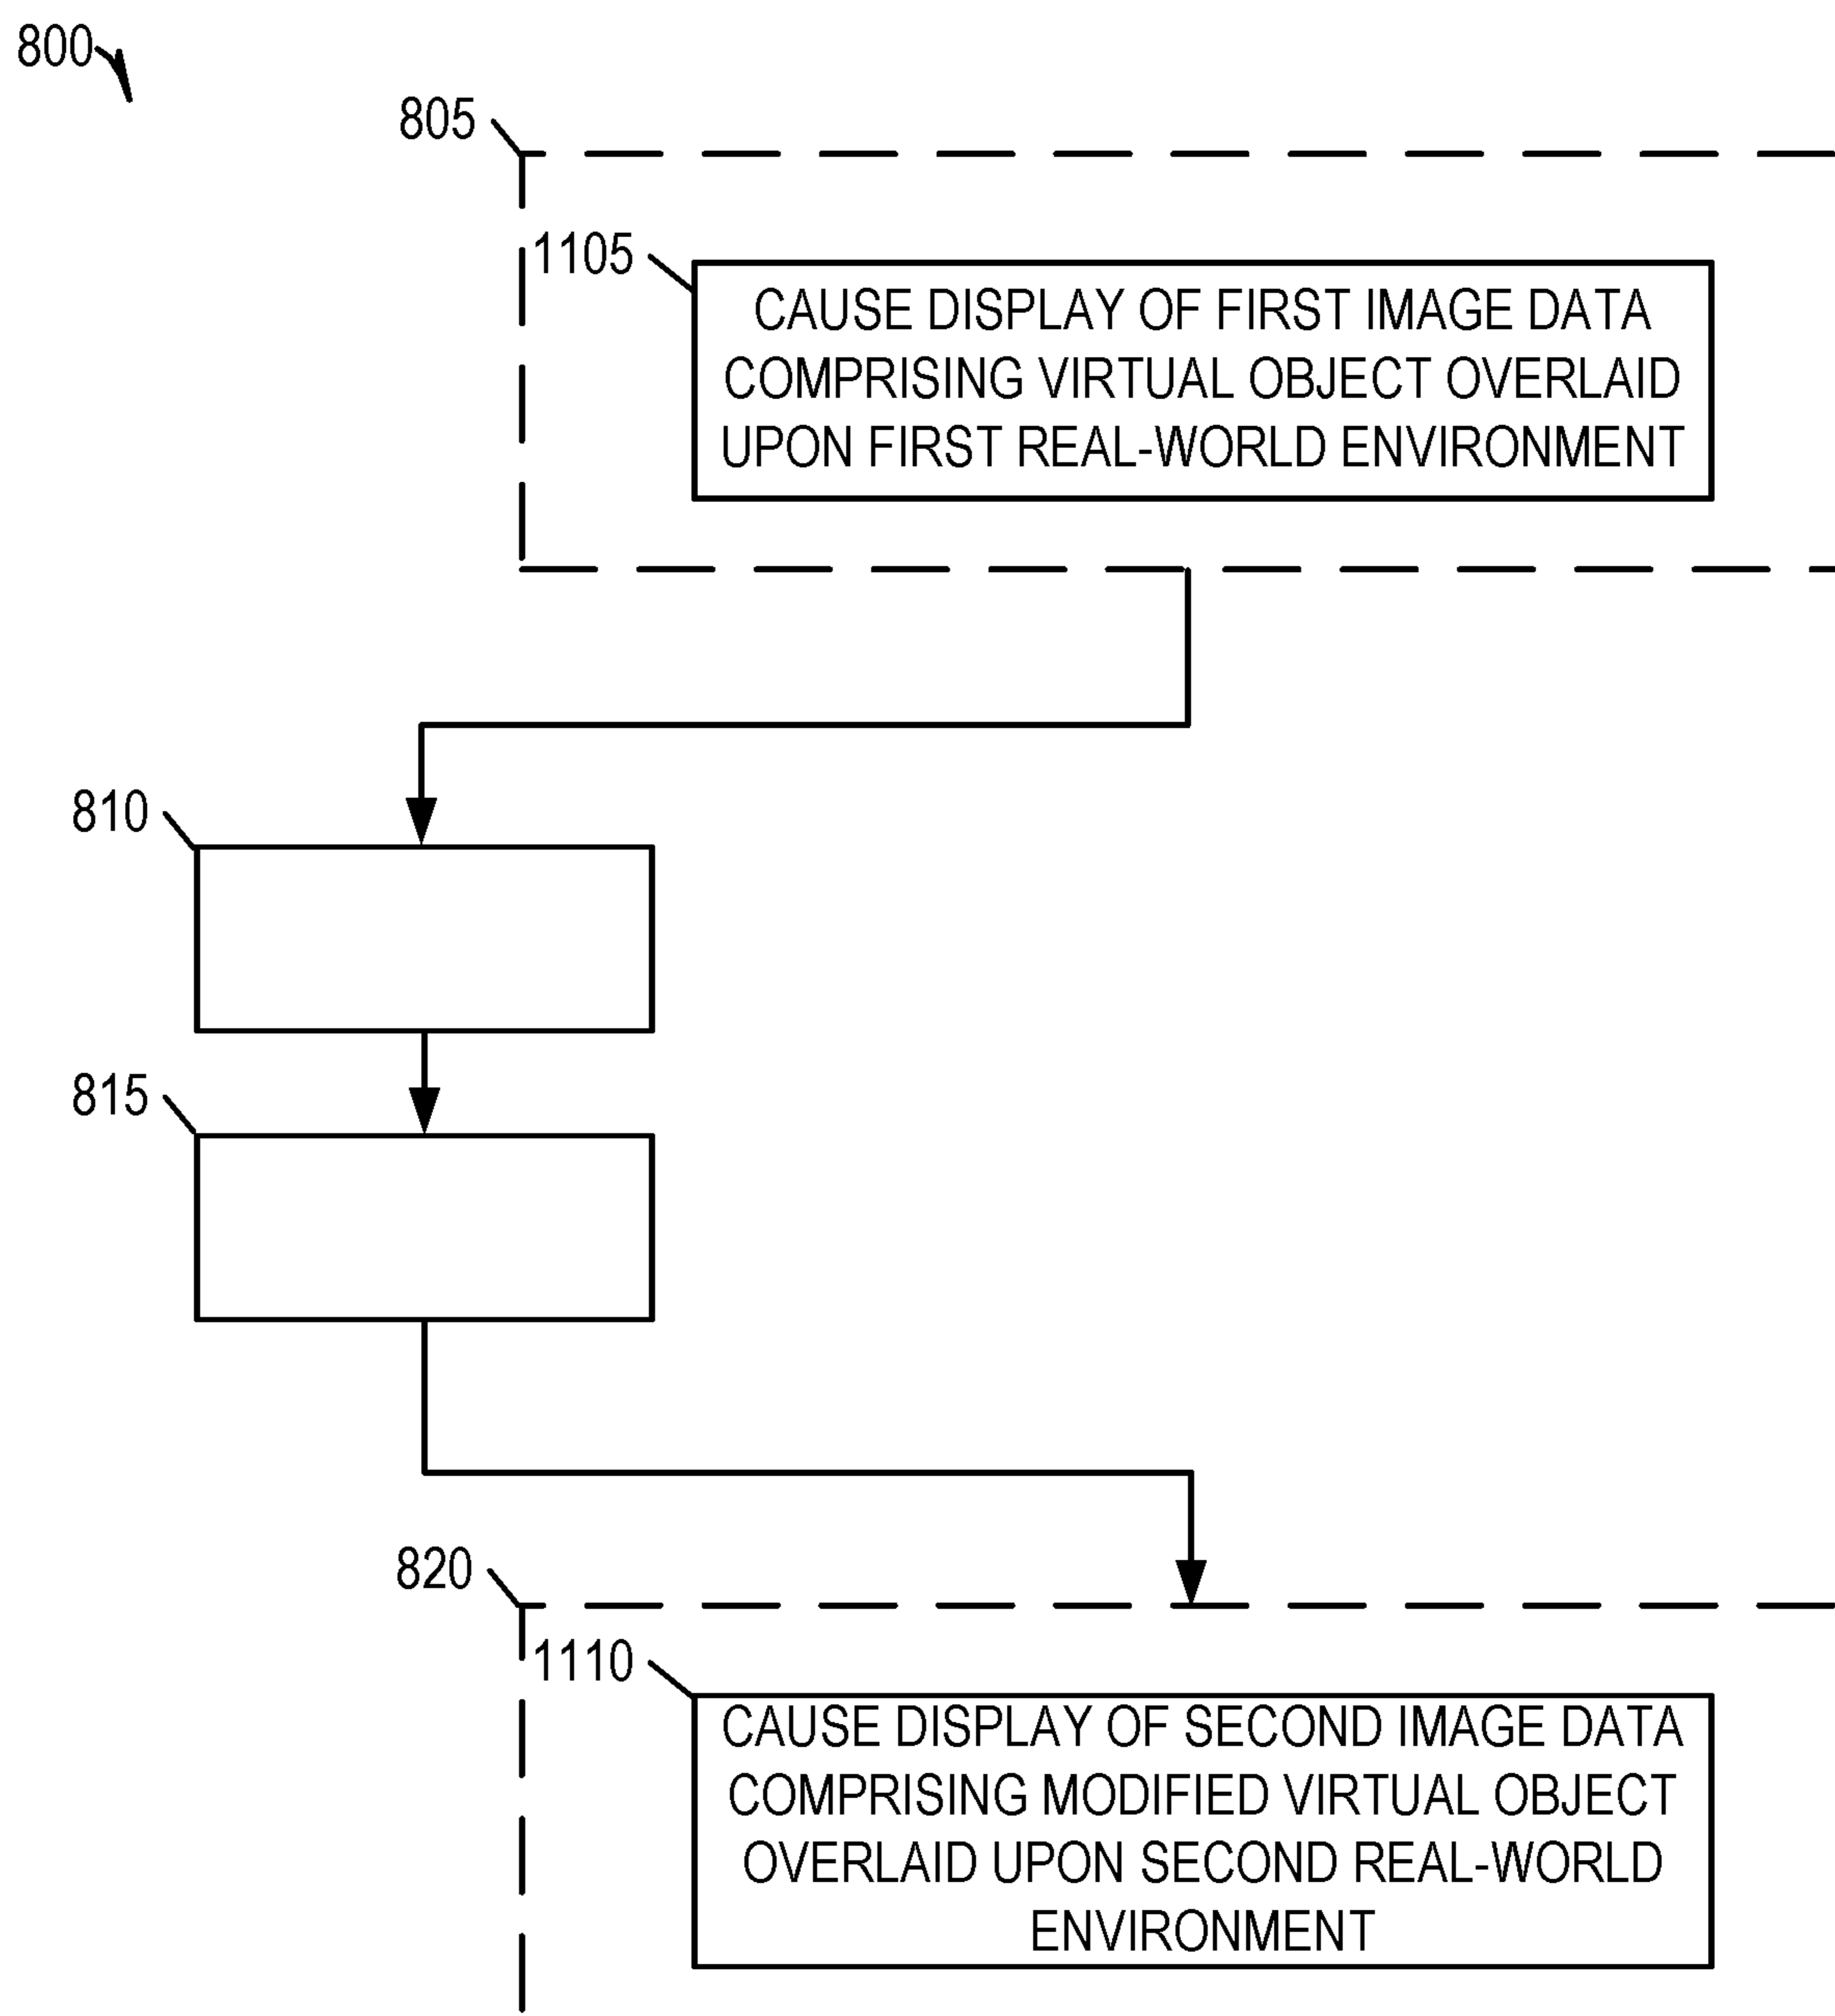 800
805
1105
CAUSE DISPLAY OF FIRST IMAGE DATA
COMPRISING VIRTUAL OBJECT OVERLAID
UPON FIRST REAL-WORLD ENVIRONMENT
810
815
820
1110
CAUSE DISPLAY OF SECOND IMAGE DATA
COMPRISING MODIFIED VIRTUAL OBJECT
OVERLAID UPON SECOND REAL-WORLD
ENVIRONMENT